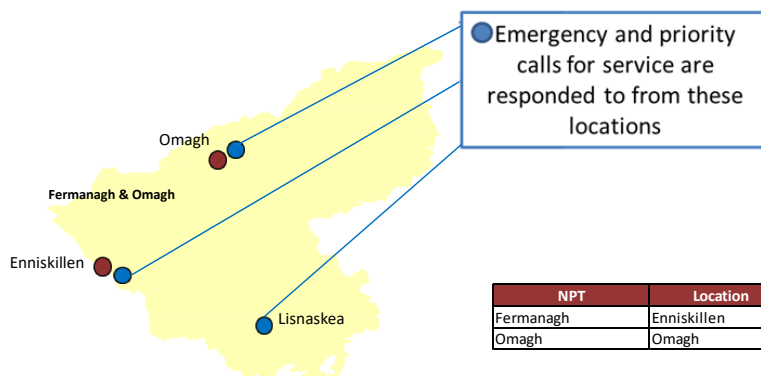 Emergency and priority
calls for service are
responded to from these
locations
Omagh
Fermanagh & Omagh
Enniskillen
Lisnaskea
NPT Location
Fermanagh Enniskillen
Omagh Omagh